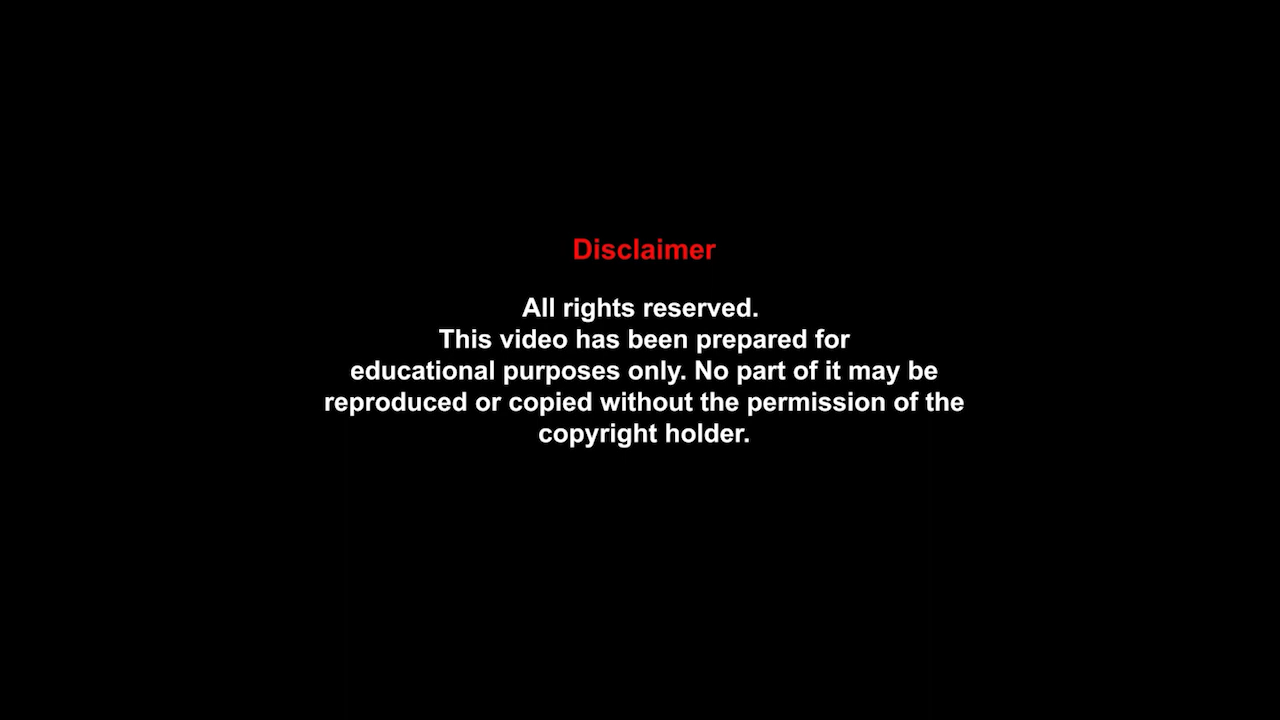 Disclaimer
All rights reserved.
This video has been prepared for
educational purposes only. No part of it may be
reproduced or copied without the permission of the
copyright holder.